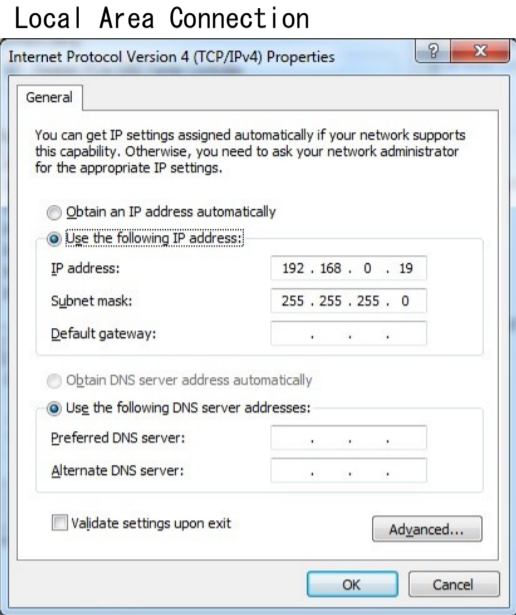 Local Area Connection
Internet Protocol Version 4 (TCP/IPv4) Properties
General
You can get IP settings assigned automatically if your network supports
this capability. Otherwise, you need to ask your network administrator
for the appropriate IP settings.
Obtain an IP address automatically
Use the following IP address:
IP address: 192 . 168 . 0 . 19
Subnet mask: 255 . 255 . 255 . 0
Default gateway: . . .
Obtain DNS server address automatically
Use the following DNS server addresses:
Preferred DNS server: . . .
Alternate DNS server: . . .
Validate settings upon exit
Advanced...
OK Cancel